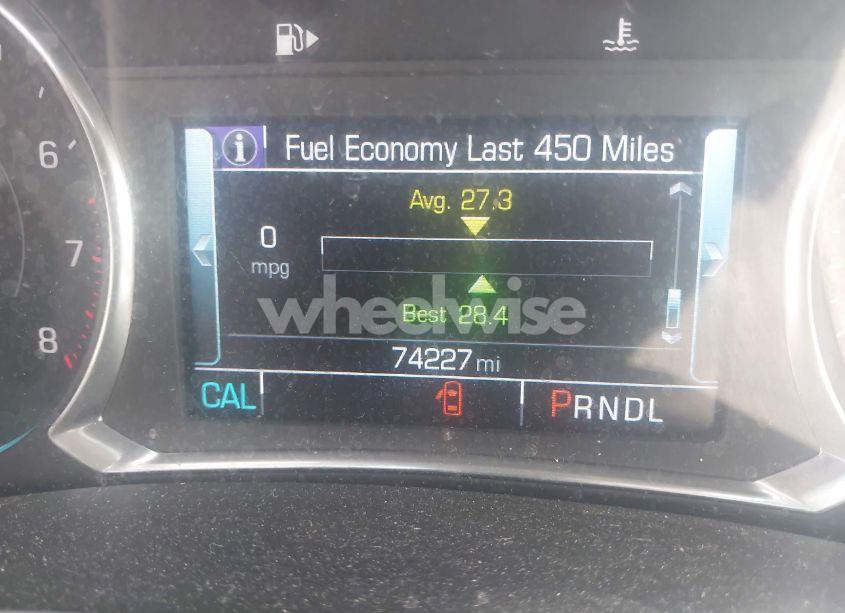 6
7
8
Fuel Economy Last 450 Miles
Avg. 27.3
0
mpg
wheelwise
Best 28.4
74227 mi
CAL
PRNDL